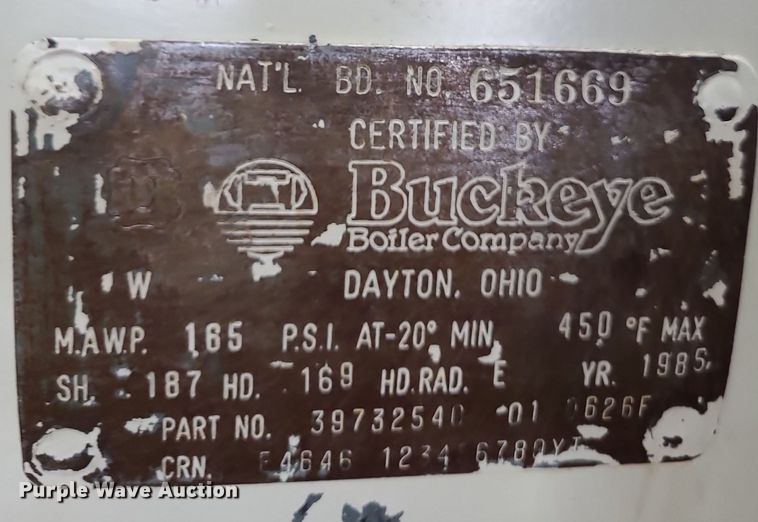 NAT'L. BD. NO. 651669
CERTIFIED BY
Buckeye
Boiler Company
W DAYTON, OHIO
M.A.W.P. 165 P.S.I. AT-20° MIN. 450 °F MAX
SH. .187 HD. .169 HD.RAD. E YR. 1985
PART NO. 01
CRN. 1234
Purple Wave Auction